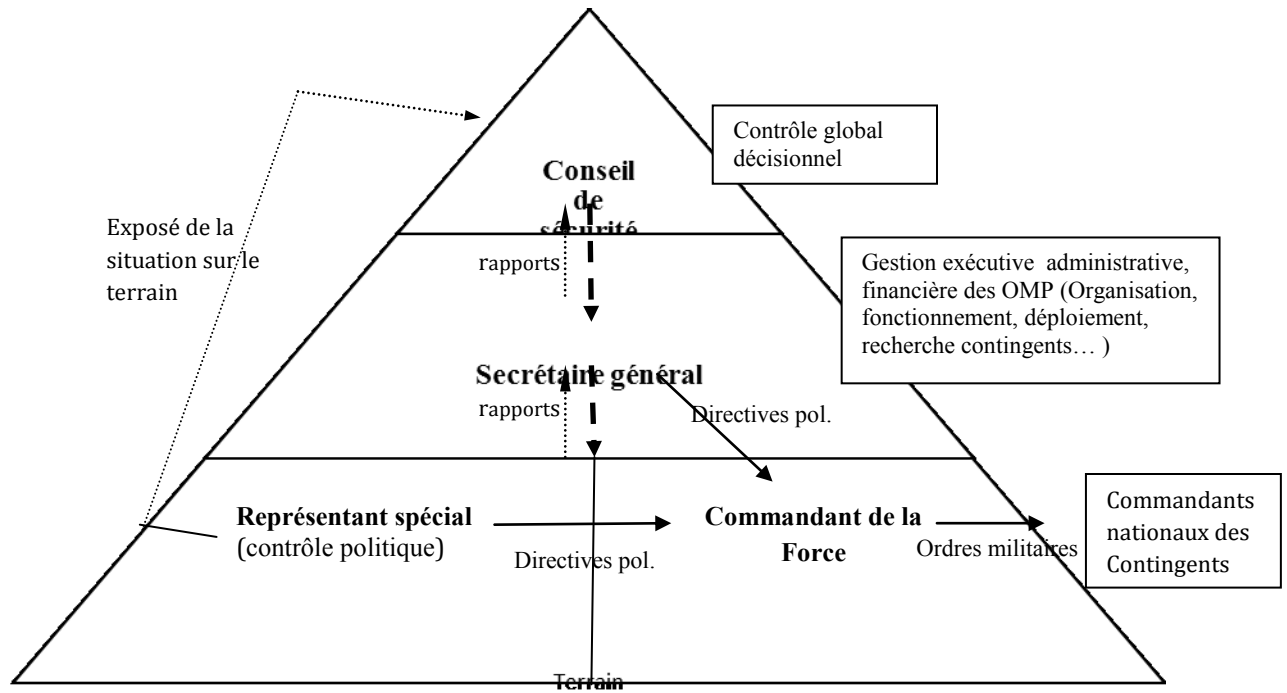 Contrôle global
décisionnel
Conseil
de
sécurité
Exposé de la
situation sur le
terrain
rapports
Gestion exécutive administrative,
financière des OMP (Organisation,
fonctionnement, déploiement,
recherche contingents… )
Secrétaire général
rapports
Directives pol.
Représentant spécial
(contrôle politique)
Directives pol.
Commandant de la
Force
Ordres militaires
Commandants
nationaux des
Contingents
Terrain